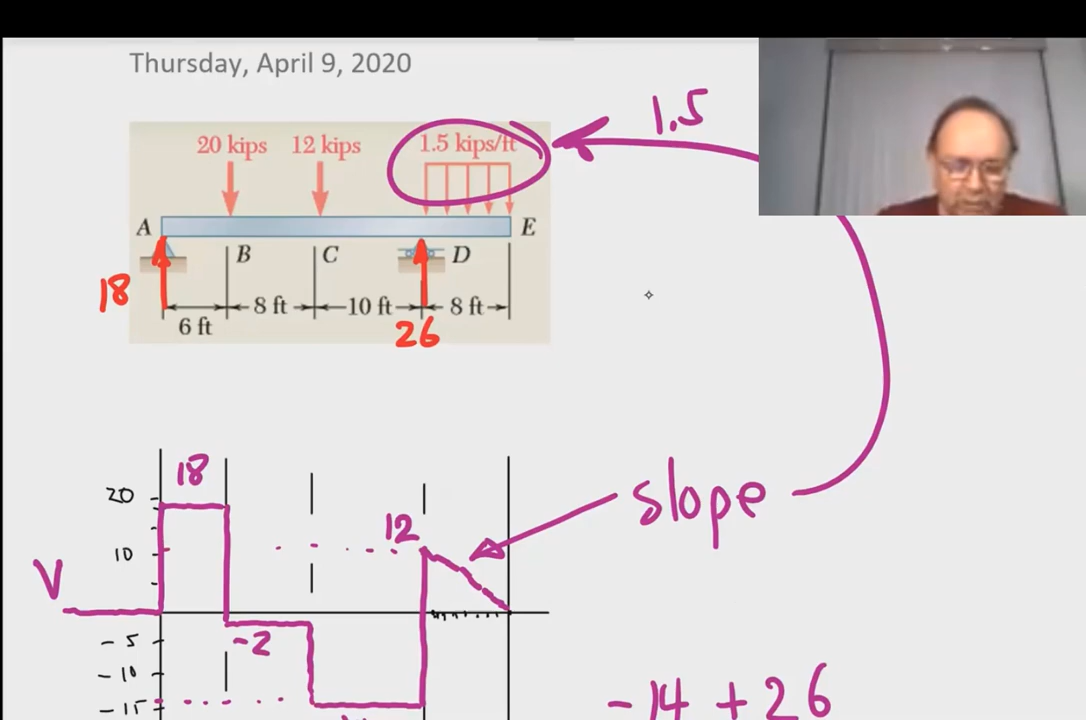 Thursday, April 9, 2020
1.5
20 kips 12 kips 1.5 kips/ft
A E
B C D
18
8 ft 10 ft 8 ft
6 ft
26
18
20
slope
12
10
V
-5
-2
-10
-15
-14 + 26